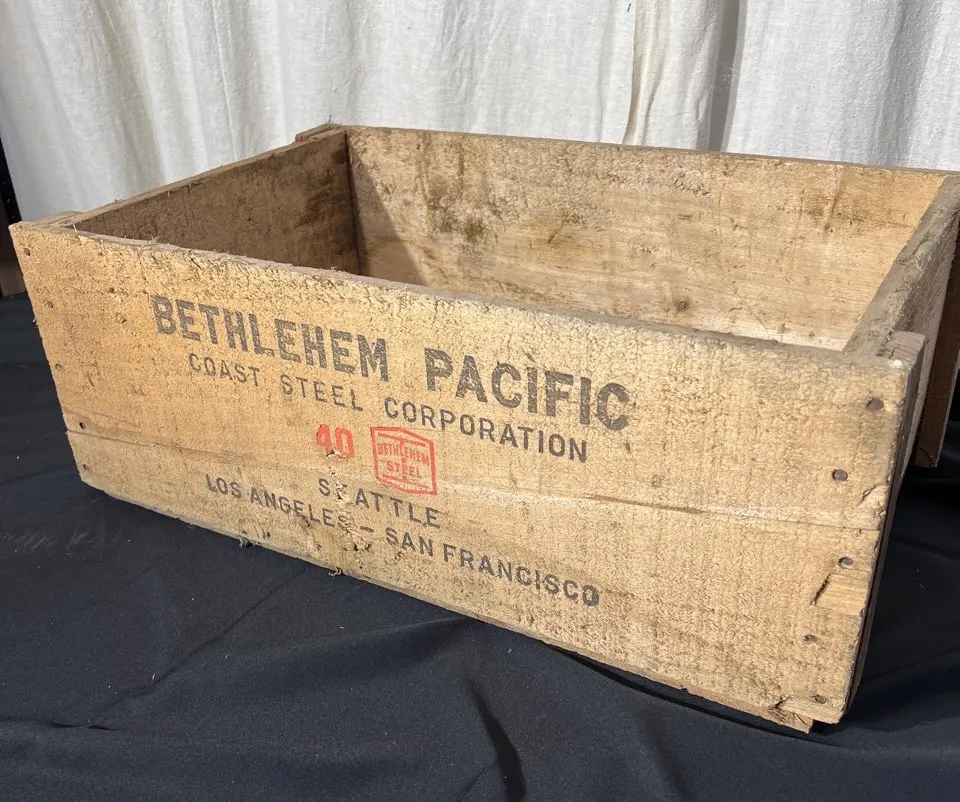 BETHLEHEM PACIFIC
COAST STEEL CORPORATION
40
BETHLEHEM
STEEL
SEATTLE
LOS ANGELES – SAN FRANCISCO